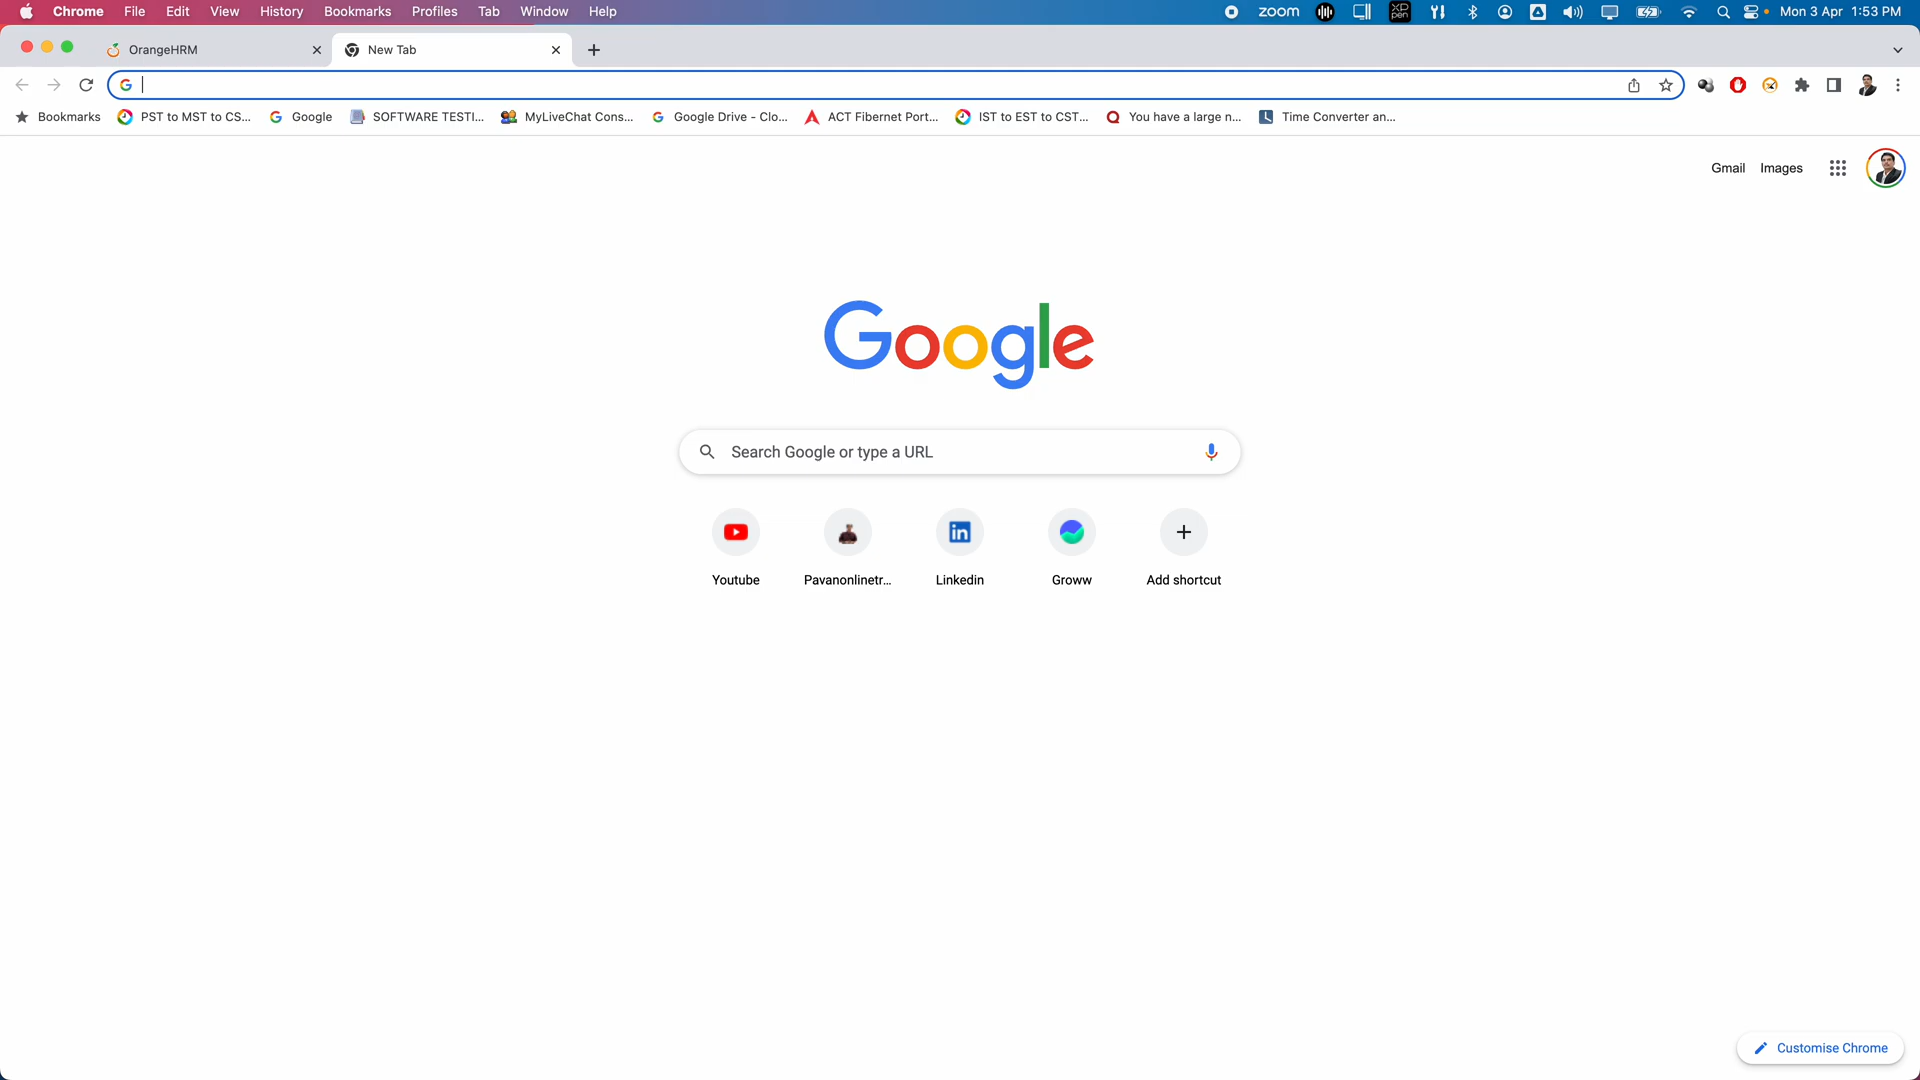 Chrome File Edit View History Bookmarks Profiles Tab Window Help zoom XP pen Mon 3 Apr 1:53 PM
OrangeHRM New Tab
Bookmarks PST to MST to CS... Google SOFTWARE TESTI... MyLiveChat Cons... Google Drive - Clo... ACT Fibernet Port... IST to EST to CST... You have a large n... Time Converter an...
Gmail Images
Google
Search Google or type a URL
Youtube Pavanonlinetr... Linkedin Groww Add shortcut
Customise Chrome